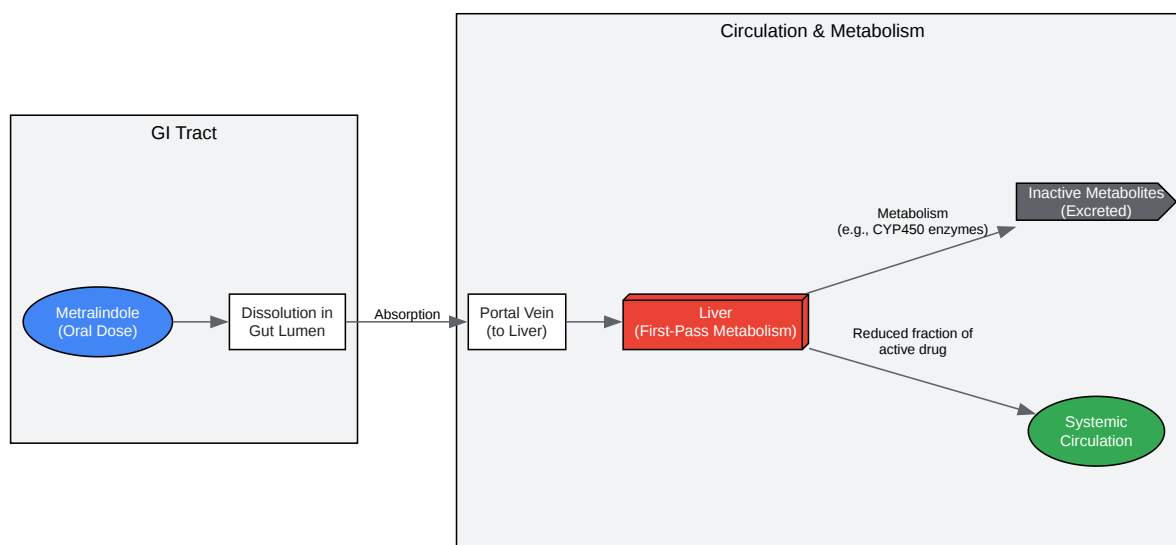 Circulation & Metabolism
GI Tract
Metralindole
(Oral Dose)
Dissolution in
Gut Lumen
Absorption
Portal Vein
(to Liver)
Liver
(First-Pass Metabolism)
Metabolism
(e.g., CYP450 enzymes)
Inactive Metabolites
(Excreted)
Reduced fraction of
active drug
Systemic
Circulation